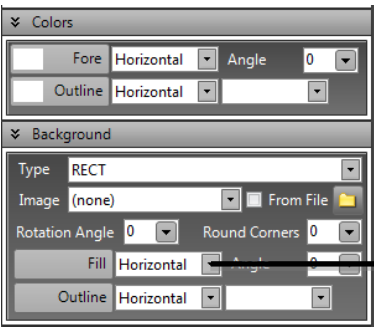 Colors
Fore Horizontal Angle 0
Outline Horizontal
Background
Type RECT
Image (none) From File
Rotation Angle 0 Round Corners 0
Fill Horizontal Angle 0
Outline Horizontal